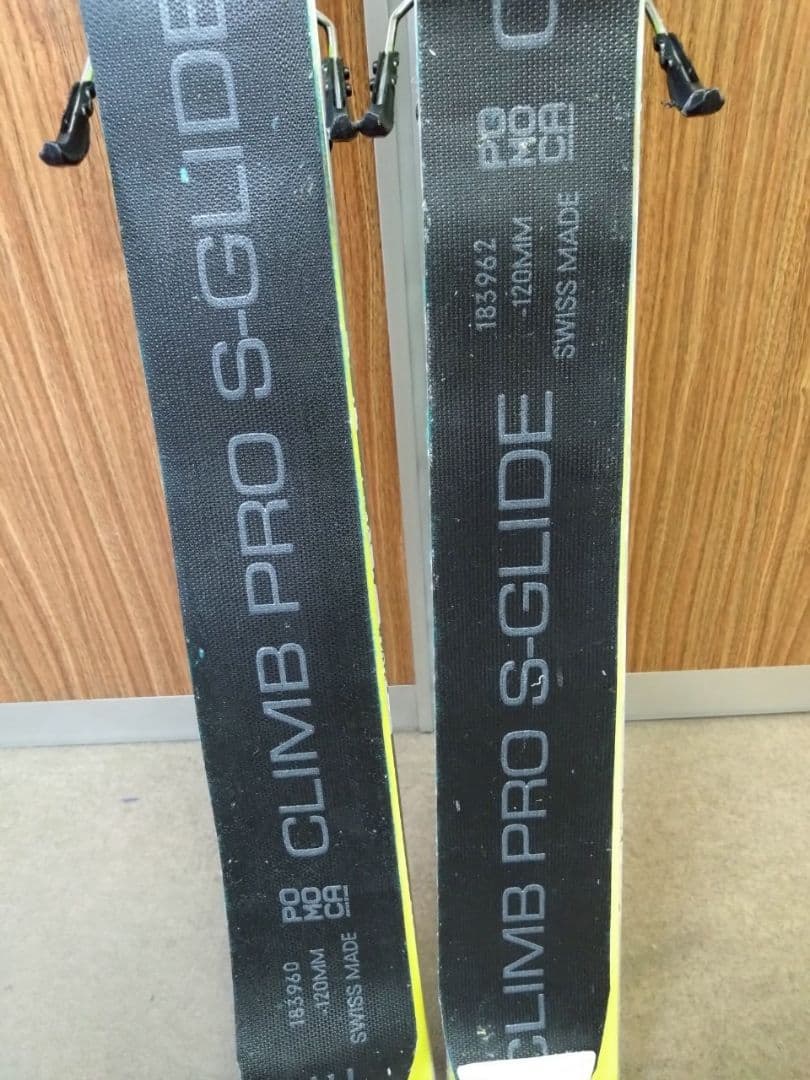 CLIMB PRO S-GLIDE
PO
MO
CA
183960
-120MM
SWISS MADE
PO
MO
CA
183962
-120MM
SWISS MADE
CLIMB PRO S-GLIDE